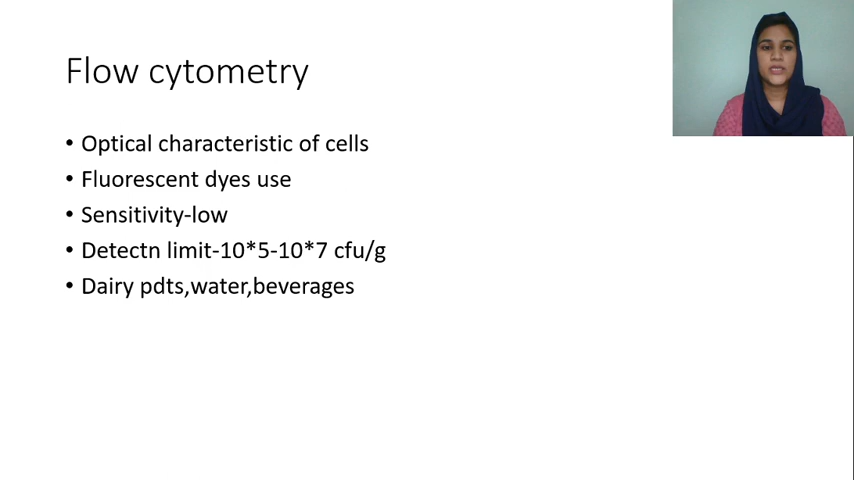 Flow cytometry
• Optical characteristic of cells
• Fluorescent dyes use
• Sensitivity-low
• Detectn limit-10*5-10*7 cfu/g
• Dairy pdts,water,beverages